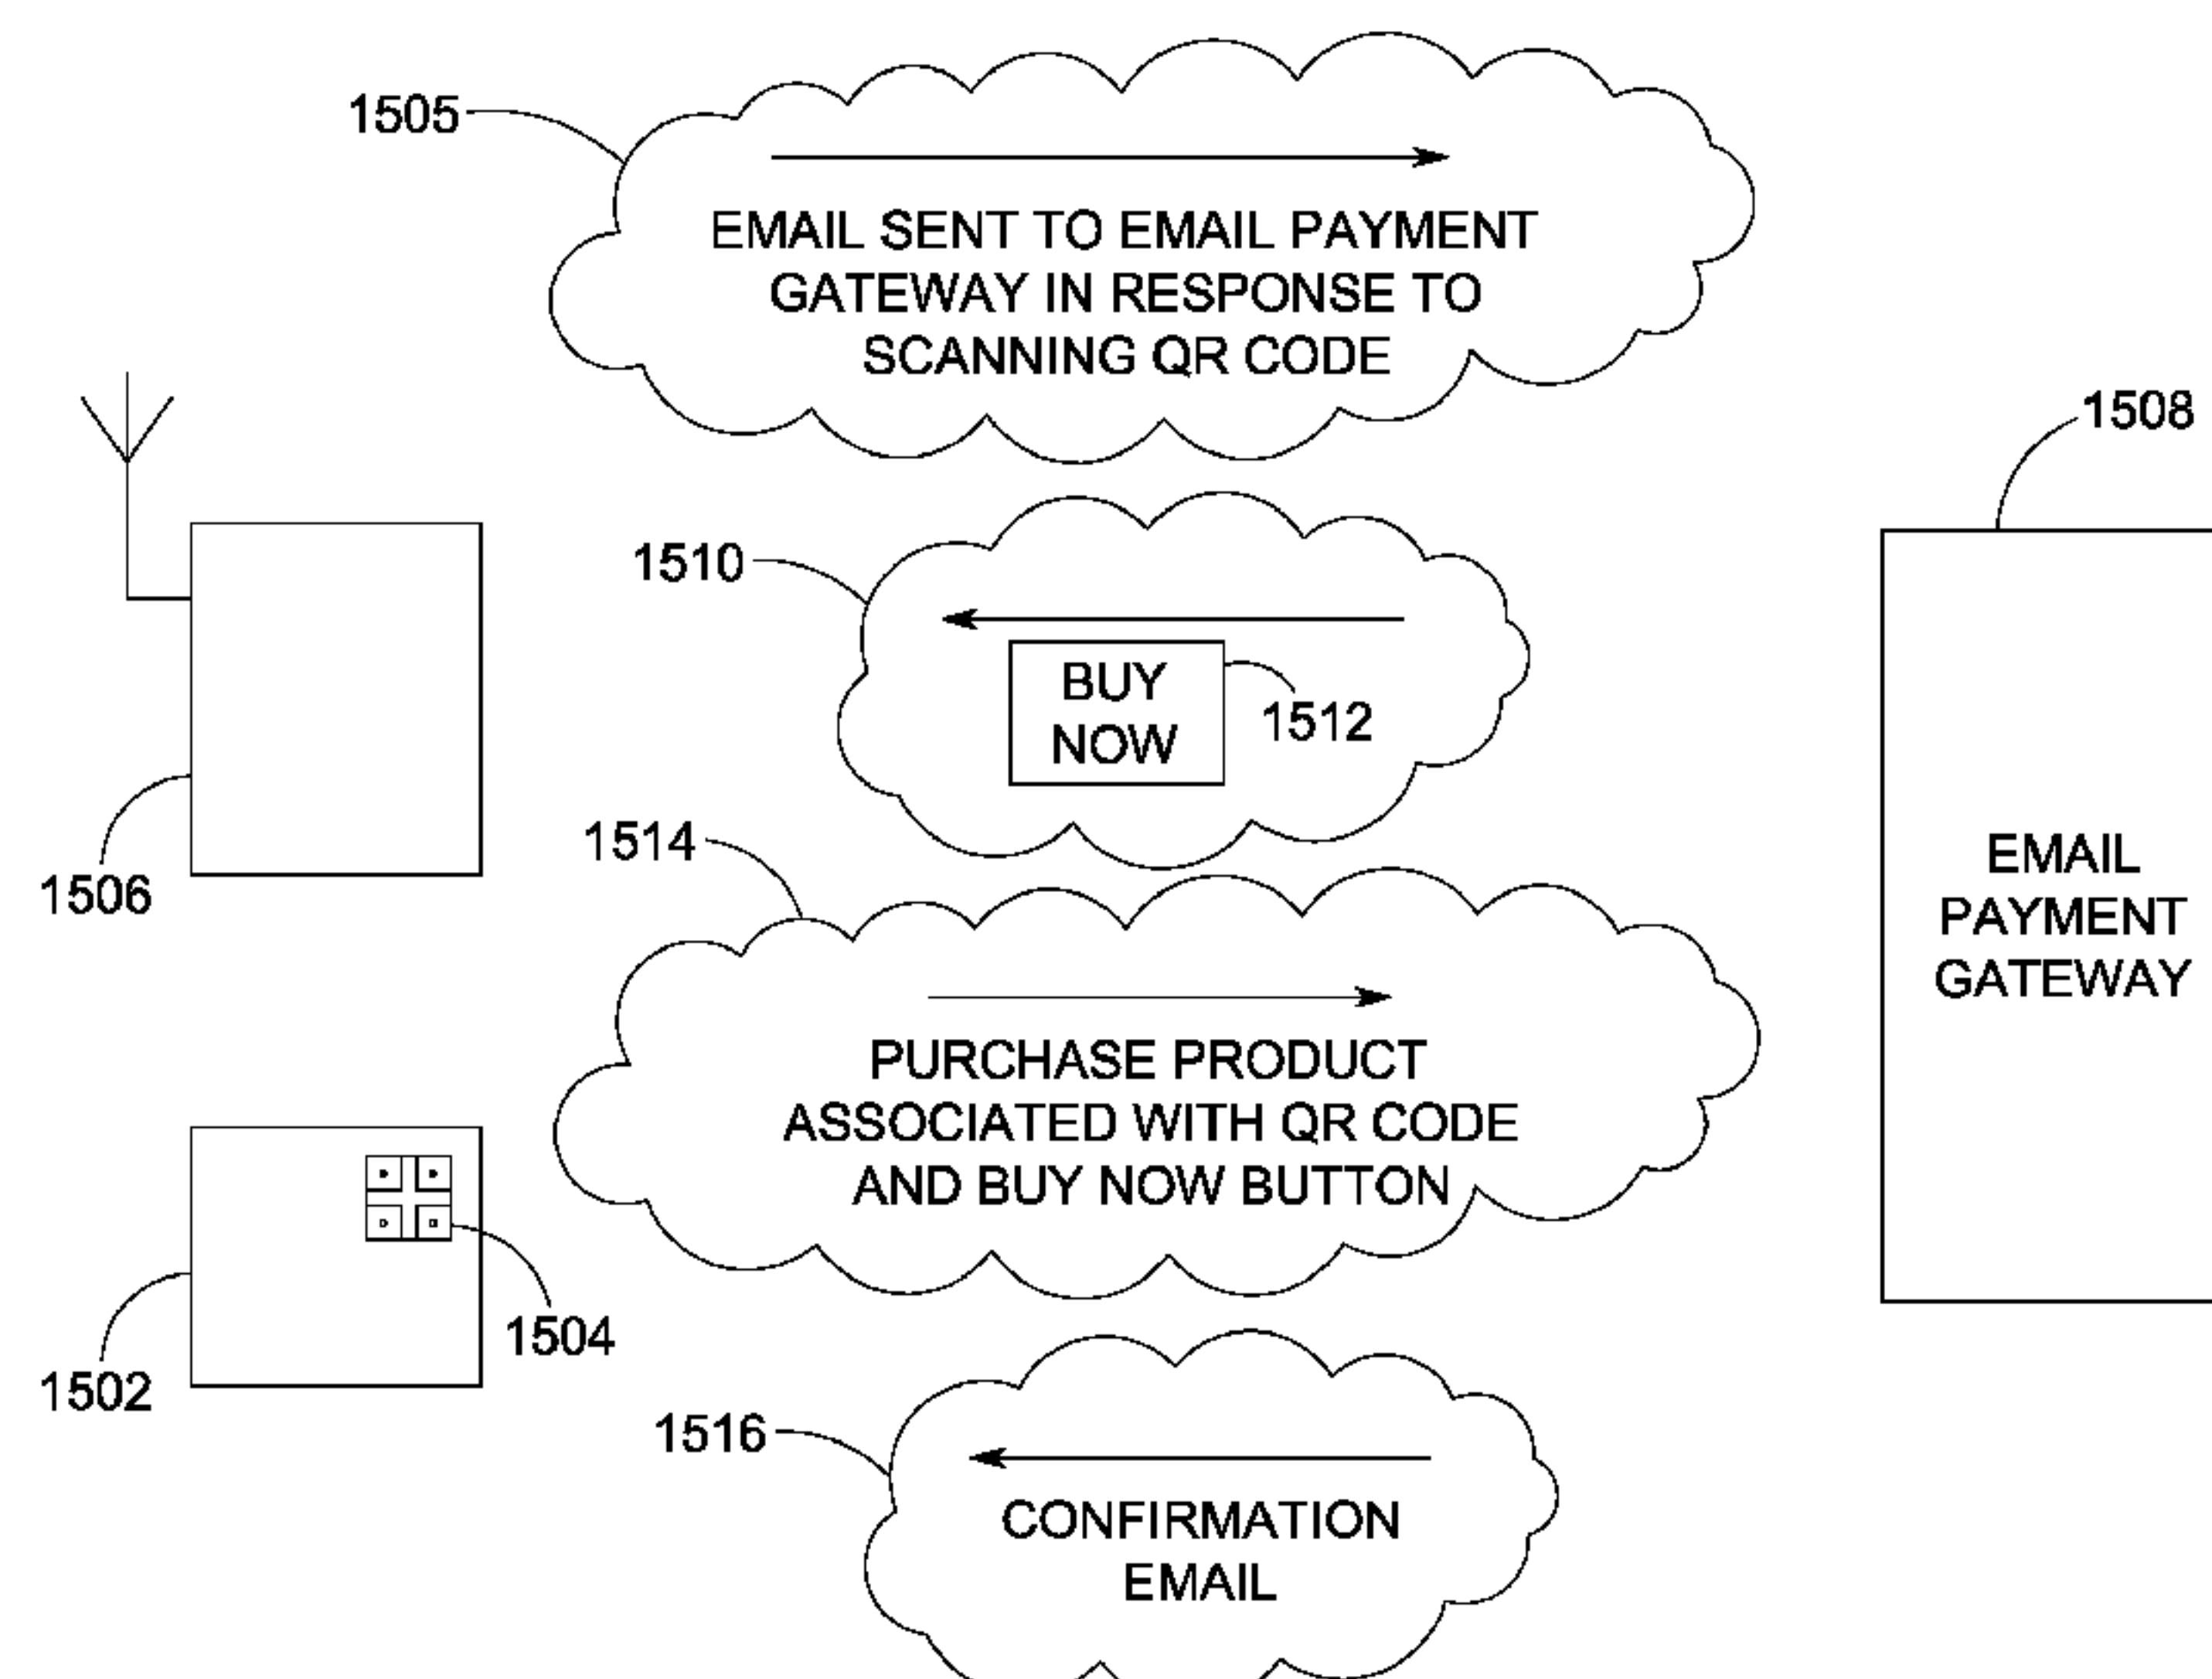 1505
EMAIL SENT TO EMAIL PAYMENT
GATEWAY IN RESPONSE TO
SCANNING QR CODE
1508
1510
BUY
NOW
1512
1506
1514
EMAIL
PAYMENT
GATEWAY
PURCHASE PRODUCT
ASSOCIATED WITH QR CODE
AND BUY NOW BUTTON
1504
1502
1516
CONFIRMATION
EMAIL